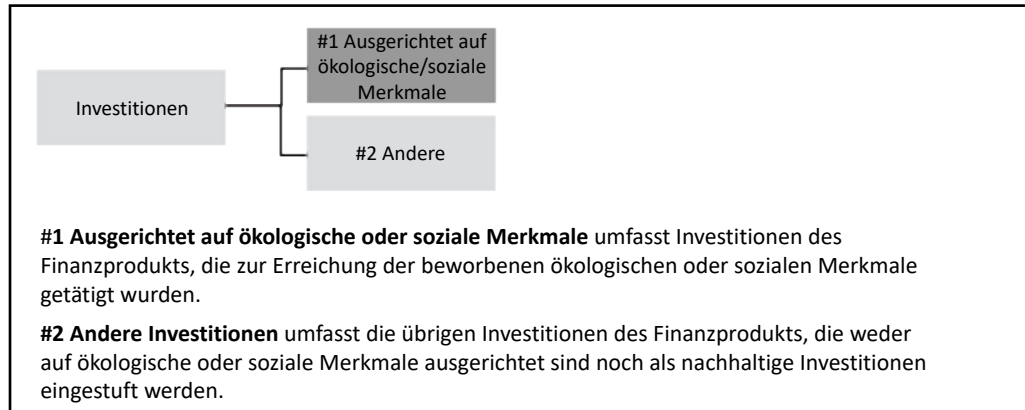 #1 Ausgerichtet auf
ökologische/soziale
Merkmale
Investitionen
#2 Andere
#1 Ausgerichtet auf ökologische oder soziale Merkmale umfasst Investitionen des
Finanzprodukts, die zur Erreichung der beworbenen ökologischen oder sozialen Merkmale
getätigt wurden.
#2 Andere Investitionen umfasst die übrigen Investitionen des Finanzprodukts, die weder
auf ökologische oder soziale Merkmale ausgerichtet sind noch als nachhaltige Investitionen
eingestuft werden.